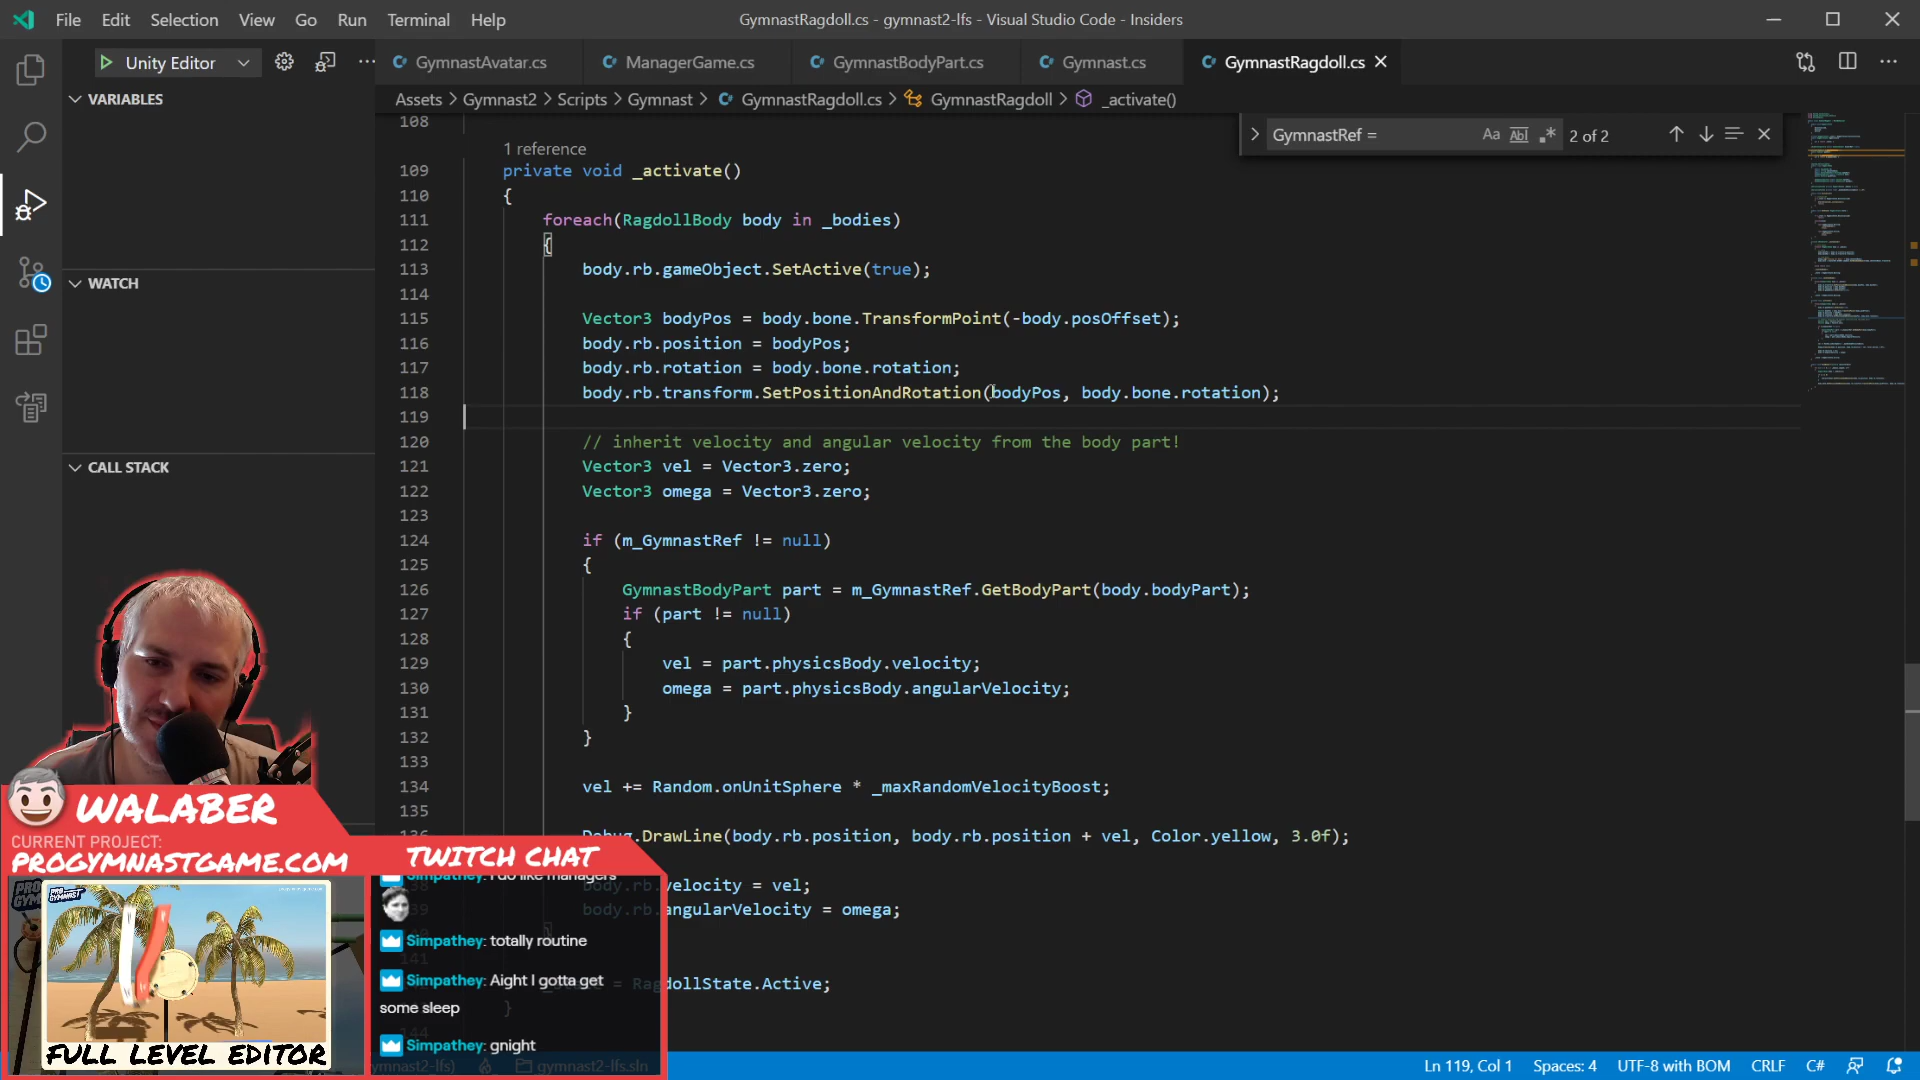 File Edit Selection View Go Run Terminal Help
GymnastRagdoll.cs - gymnast2-lfs - Visual Studio Code - Insiders
Unity Editor
GymnastAvatar.cs ManagerGame.cs GymnastBodyPart.cs Gymnast.cs GymnastRagdoll.cs
Assets > Gymnast2 > Scripts > Gymnast > GymnastRagdoll.cs > GymnastRagdoll > _activate()
GymnastRef =
Aa Abl .* 2 of 2
VARIABLES
WATCH
CALL STACK
108
1 reference
109 private void _activate()
110 {
111 foreach(RagdollBody body in _bodies)
112 {
113 body.rb.gameObject.SetActive(true);
114
115 Vector3 bodyPos = body.bone.TransformPoint(-body.posOffset);
116 body.rb.position = bodyPos;
117 body.rb.rotation = body.bone.rotation;
118 body.rb.transform.SetPositionAndRotation(bodyPos, body.bone.rotation);
119
120 // inherit velocity and angular velocity from the body part!
121 Vector3 vel = Vector3.zero;
122 Vector3 omega = Vector3.zero;
123
124 if (m_GymnastRef != null)
125 {
126 GymnastBodyPart part = m_GymnastRef.GetBodyPart(body.bodyPart);
127 if (part != null)
128 {
129 vel = part.physicsBody.velocity;
130 omega = part.physicsBody.angularVelocity;
131 }
132 }
133
134 vel += Random.onUnitSphere * _maxRandomVelocityBoost;
135
136 Debug.DrawLine(body.rb.position, body.rb.position + vel, Color.yellow, 3.0f);
body.rb.velocity = vel;
body.rb.angularVelocity = omega;
}
= RagdollState.Active;
}
WALABER
CURRENT PROJECT:
PROGYMNASTGAME.COM
PRO GYMNAST
FULL LEVEL EDITOR
TWITCH CHAT
Simpathey: I do like managers
Simpathey: totally routine
Simpathey: Aight I gotta get
some sleep
Simpathey: gnight
gymnast2-lfs.sln
Ln 119, Col 1 Spaces: 4 UTF-8 with BOM CRLF C#